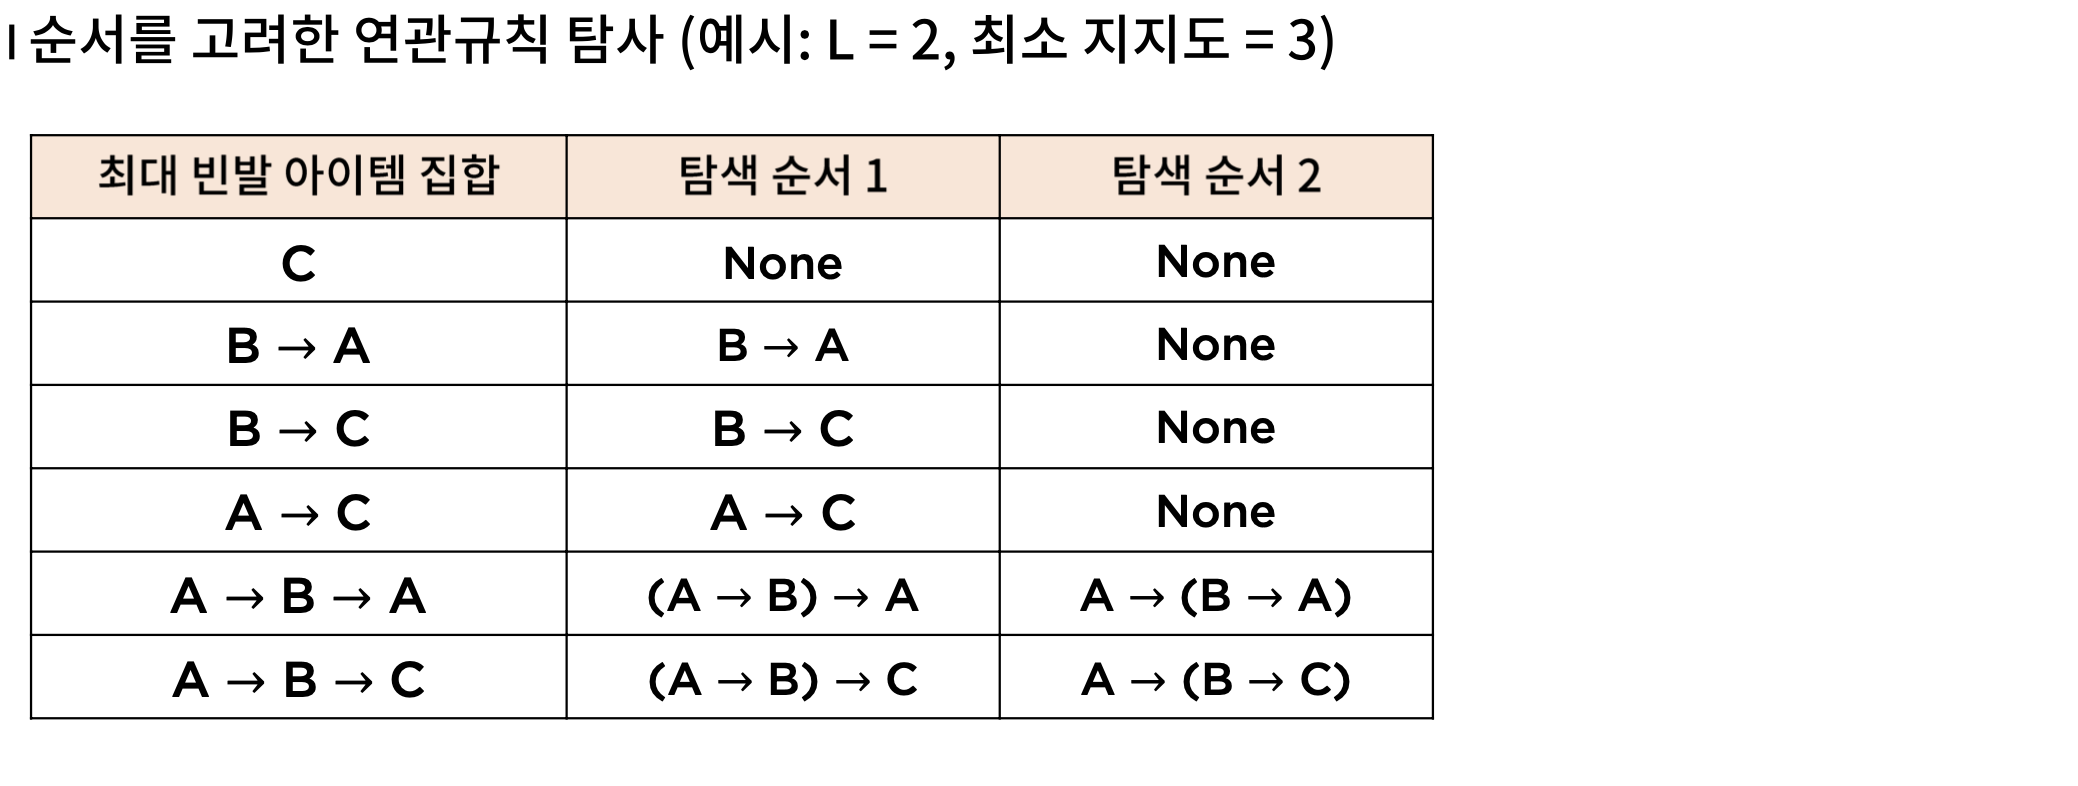 | 순서를 고려한 연관규칙 탐사 (예시: L = 2, 최소 지지도 = 3)
최대 빈발 아이템 집합 탐색 순서 1 탐색 순서 2
C None None
B → A B → A None
B → C B → C None
A → C A → C None
A → B → A (A → B) → A A → (B → A)
A → B → C (A → B) → C A → (B → C)